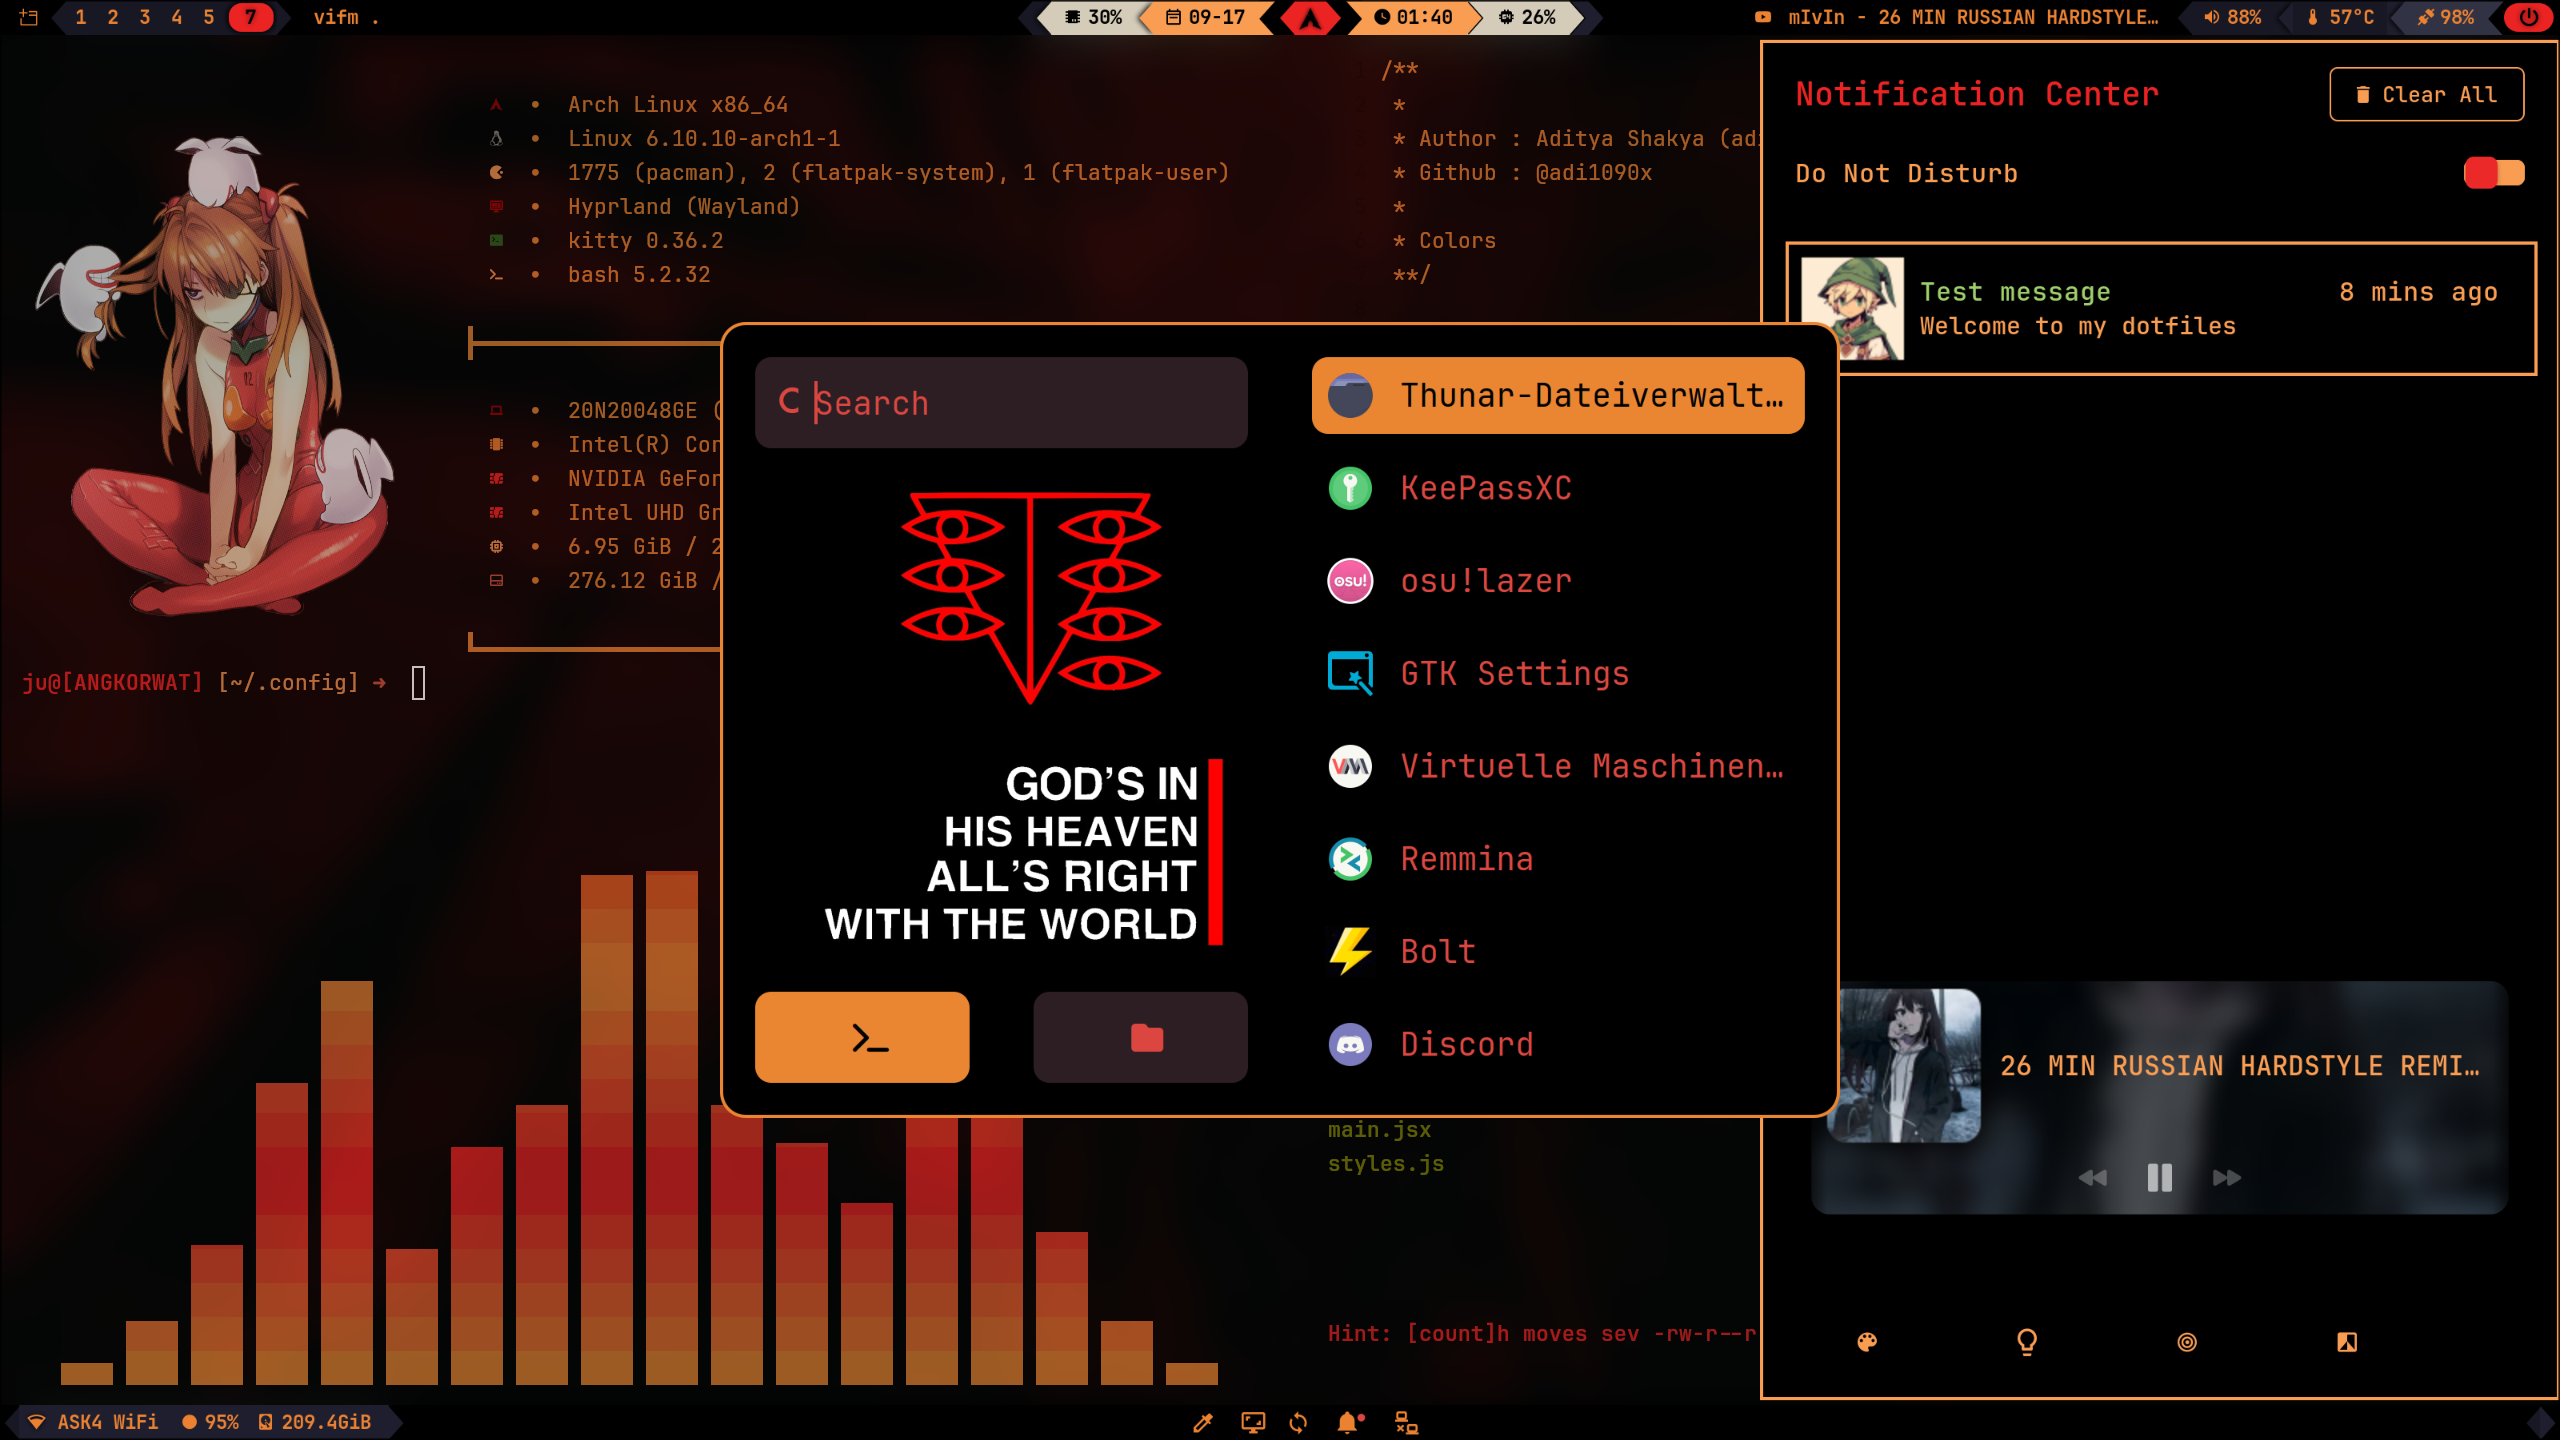 1 2 3 4 5 7 vifm .
30% 09-17 01:40 26%
mIvIn - 26 MIN RUSSIAN HARDSTYLE… 88% 57°C 98%
Arch Linux x86_64
Linux 6.10.10-arch1-1
1775 (pacman), 2 (flatpak-system), 1 (flatpak-user)
Hyprland (Wayland)
kitty 0.36.2
bash 5.2.32
20N20048GE (
Intel(R) Cor
NVIDIA GeFor
Intel UHD Gr
6.95 GiB / 2
276.12 GiB /
ju@[ANGKORWAT] [~/.config] ➜
/**
*
* Author : Aditya Shakya (adi
* Github : @adi1090x
*
* Colors
**/
Notification Center
Clear All
Do Not Disturb
Test message 8 mins ago
Welcome to my dotfiles
Search
GOD'S IN
HIS HEAVEN
ALL'S RIGHT
WITH THE WORLD
Thunar-Dateiverwalt…
KeePassXC
osu!
osu!lazer
GTK Settings
Virtuelle Maschinen…
Remmina
Bolt
Discord
26 MIN RUSSIAN HARDSTYLE REMI…
main.jsx
styles.js
Hint: [count]h moves sev -rw-r--r
ASK4 WiFi 95% 209.4GiB